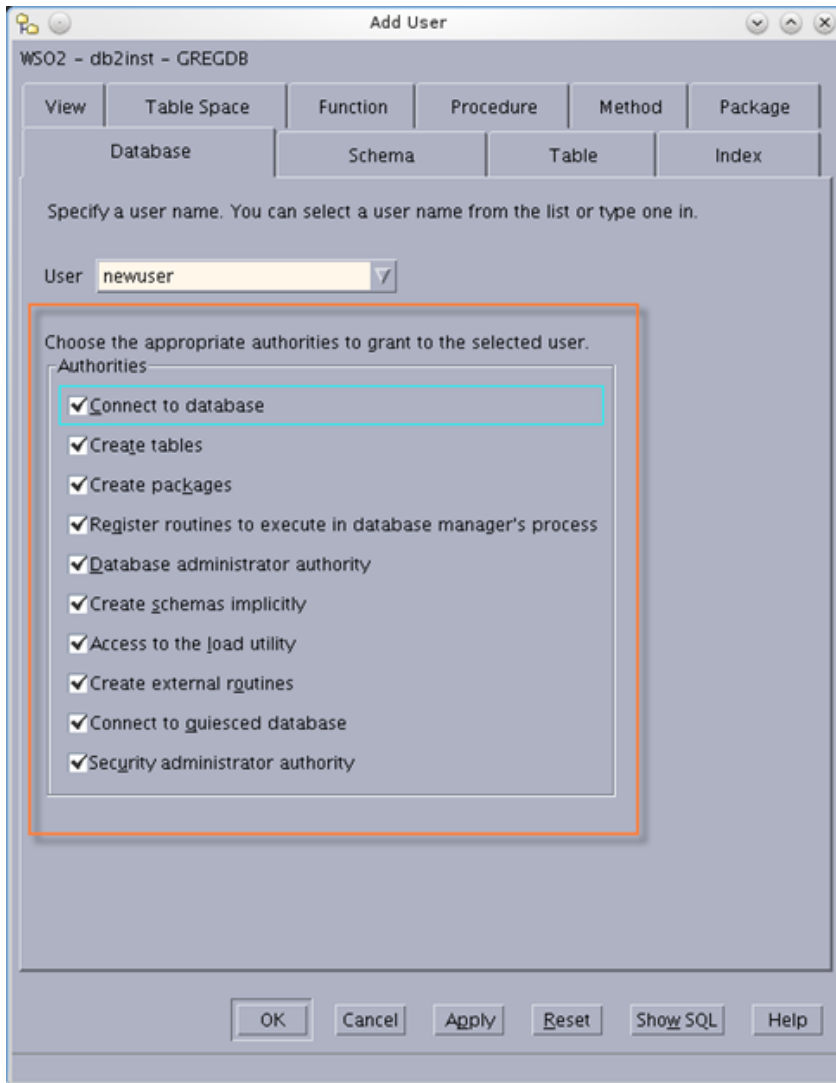 Add User
WSO2 - db2inst - GREGDB
View Table Space Function Procedure Method Package
Database Schema Table Index
Specify a user name. You can select a user name from the list or type one in.
User newuser
Choose the appropriate authorities to grant to the selected user.
Authorities
Connect to database
Create tables
Create packages
Register routines to execute in database manager's process
Database administrator authority
Create schemas implicitly
Access to the load utility
Create external routines
Connect to quiesced database
Security administrator authority
OK Cancel Apply Reset Show SQL Help